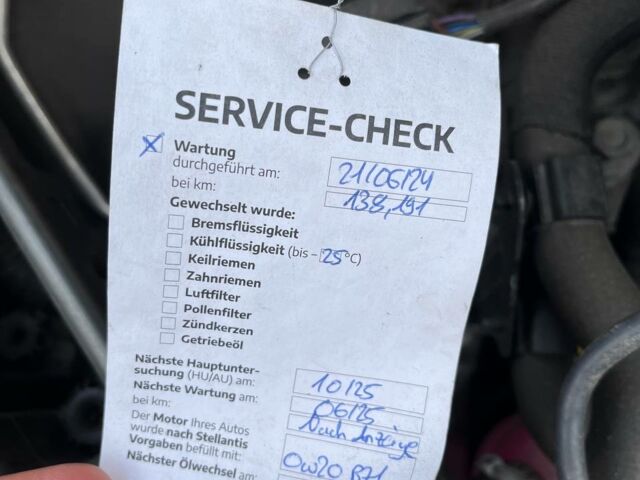 SERVICE-CHECK
X Wartung
durchgeführt am: 21/06/24
bei km: 138,191
Gewechselt wurde:
Bremsflüssigkeit
Kühlflüssigkeit (bis - 25°C)
Keilriemen
Zahnriemen
Luftfilter
Pollenfilter
Zündkerzen
Getriebeöl
Nächste Hauptunter-
suchung (HU/AU) am: 10/25
Nächste Wartung am: 06/25
bei km: Nach Anzeige
Der Motor Ihres Autos
wurde nach Stellantis
Vorgaben befüllt mit: 0W20 B71
Nächster Ölwechsel am: